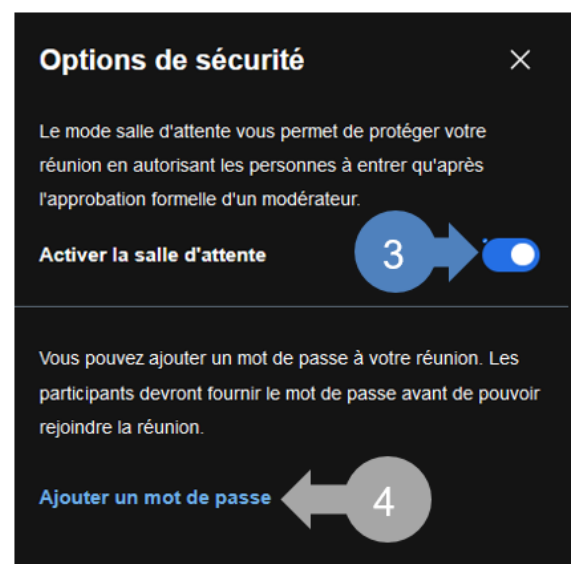 Options de sécurité
Le mode salle d'attente vous permet de protéger votre
réunion en autorisant les personnes à entrer qu'après
l'approbation formelle d'un modérateur.
Activer la salle d'attente
3
Vous pouvez ajouter un mot de passe à votre réunion. Les
participants devront fournir le mot de passe avant de pouvoir
rejoindre la réunion.
Ajouter un mot de passe
4